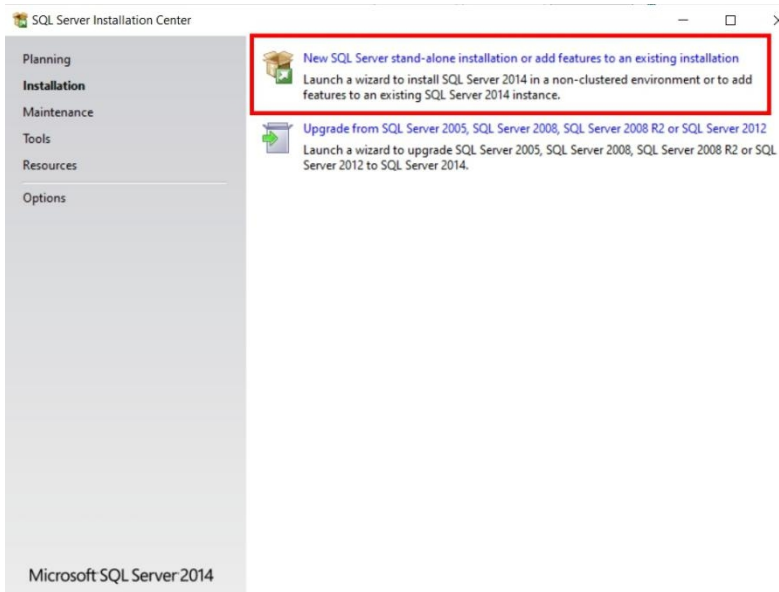 SQL Server Installation Center
Planning
Installation
Maintenance
Tools
Resources
Options
New SQL Server stand-alone installation or add features to an existing installation
Launch a wizard to install SQL Server 2014 in a non-clustered environment or to add
features to an existing SQL Server 2014 instance.
Upgrade from SQL Server 2005, SQL Server 2008, SQL Server 2008 R2 or SQL Server 2012
Launch a wizard to upgrade SQL Server 2005, SQL Server 2008, SQL Server 2008 R2 or SQL
Server 2012 to SQL Server 2014.
Microsoft SQL Server 2014